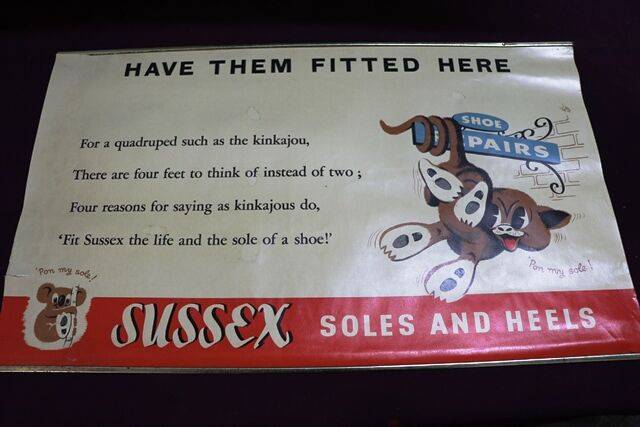 HAVE THEM FITTED HERE
For a quadruped such as the kinkajou,
There are four feet to think of instead of two ;
Four reasons for saying as kinkajous do,
‘Fit Sussex the life and the sole of a shoe!’
SHOE
PAIRS
'Pon my sole!
'Pon my sole!
SUSSEX SOLES AND HEELS